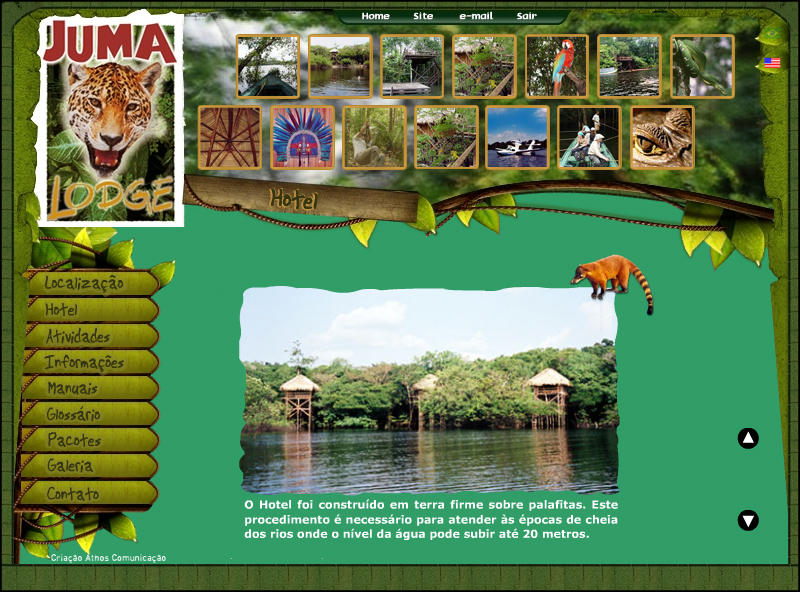 Home Site e-mail Sair
JUMA
LODGE
Hotel
Localização
Hotel
Atividades
Informações
Manuais
Glossário
Pacotes
Galeria
Contato
O Hotel foi construído em terra firme sobre palafitas. Este
procedimento é necessário para atender às épocas de cheia
dos rios onde o nível da água pode subir até 20 metros.
Criação Athos Comunicação